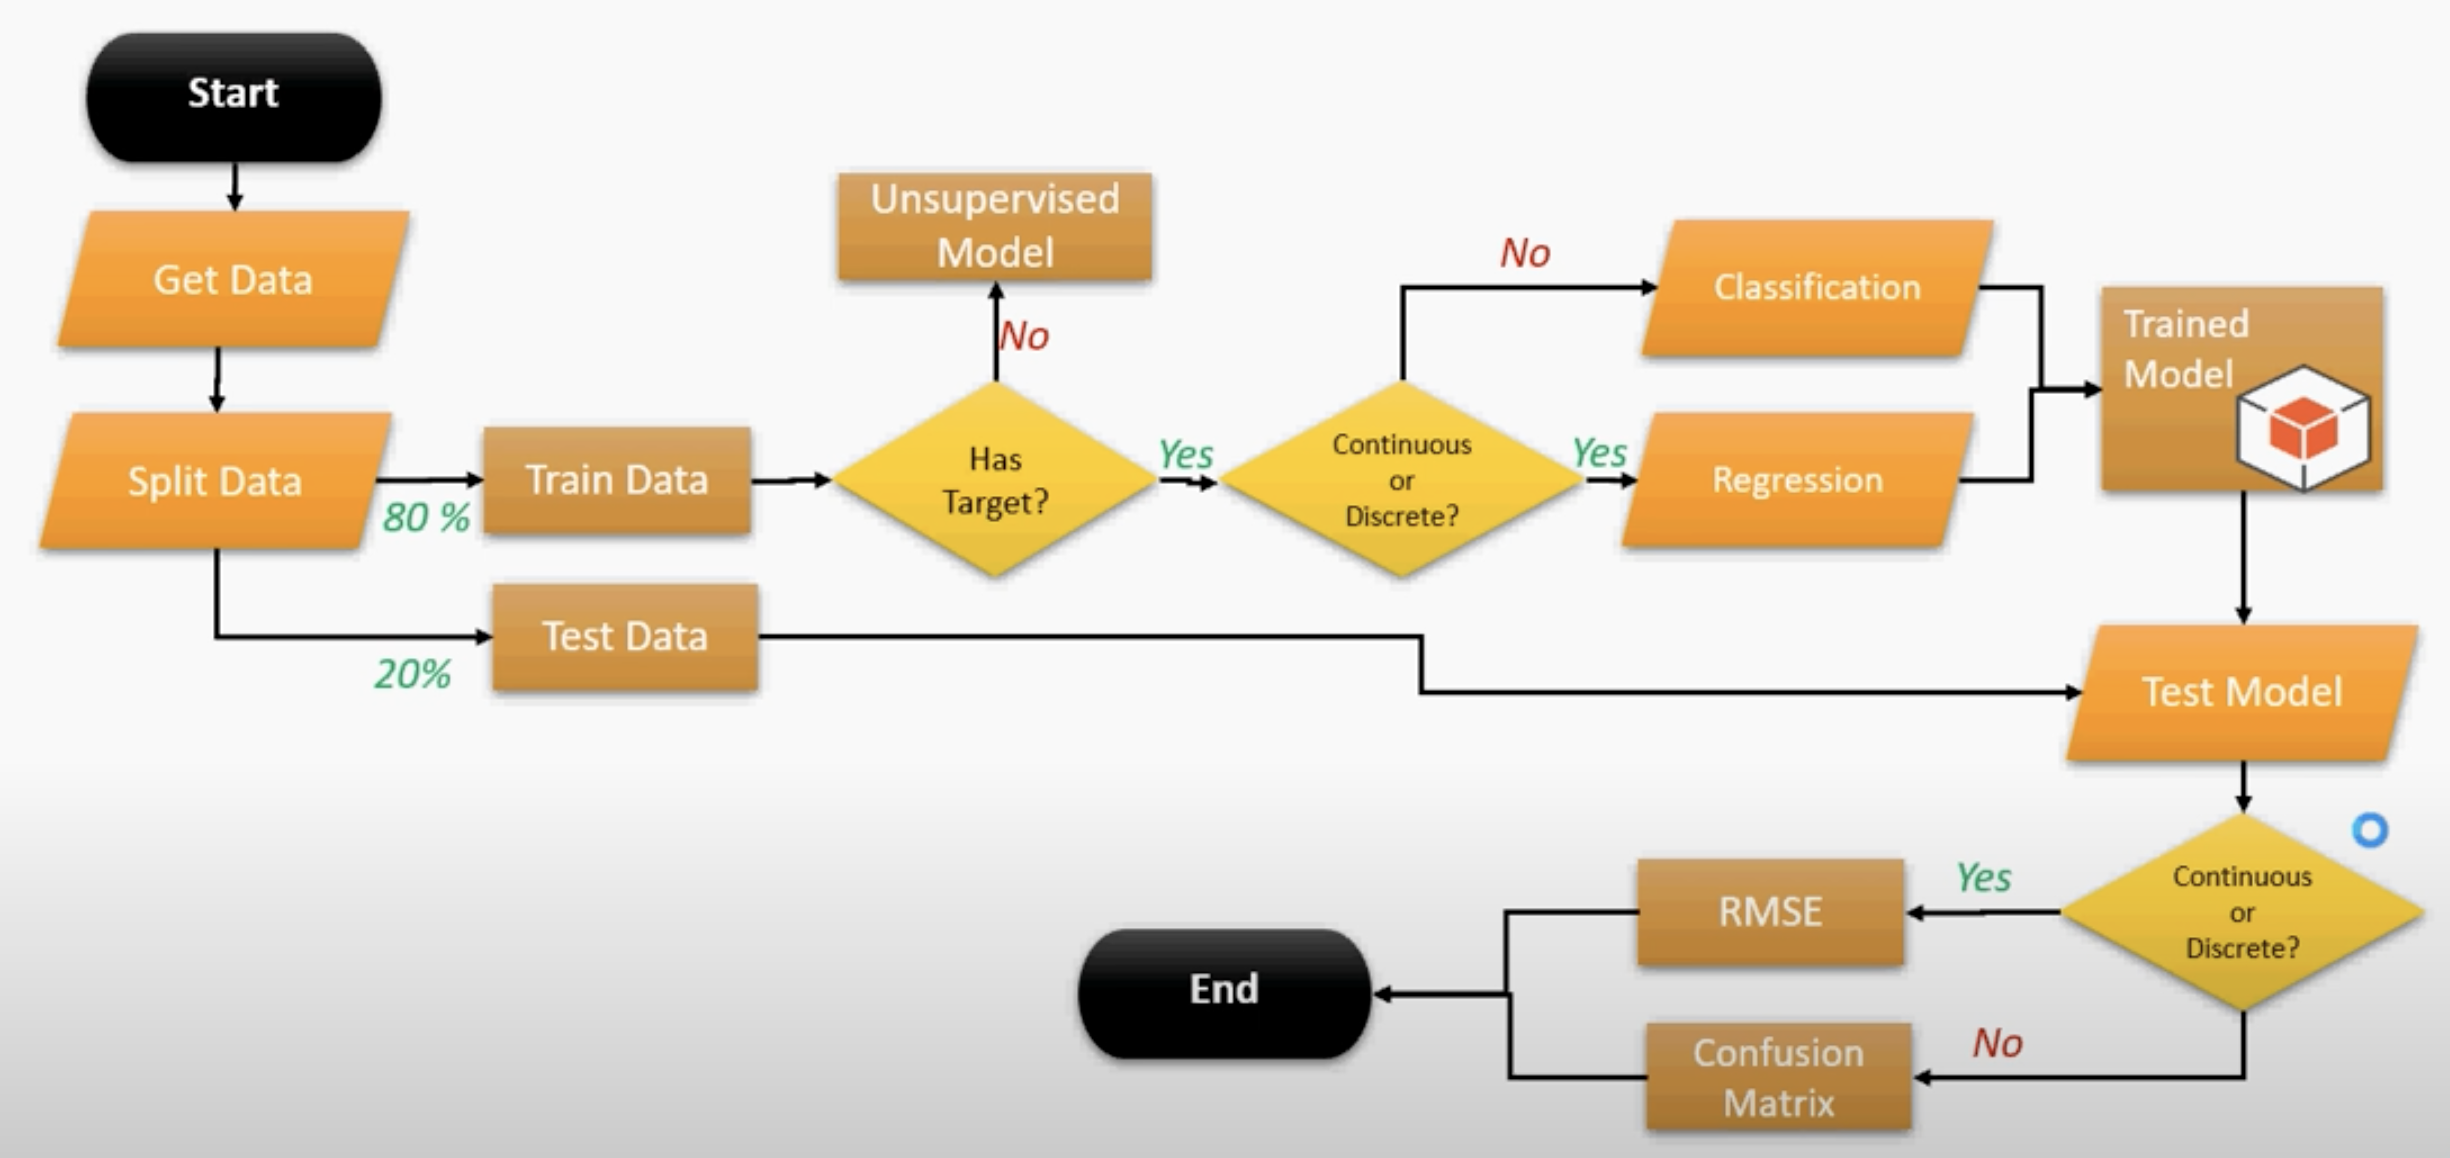 Start
Get Data
Split Data
80 %
20%
Train Data
Test Data
Unsupervised
Model
No
Has
Target?
Yes
Continuous
or
Discrete?
No
Yes
Classification
Regression
Trained
Model
Test Model
Continuous
or
Discrete?
Yes
No
RMSE
Confusion
Matrix
End